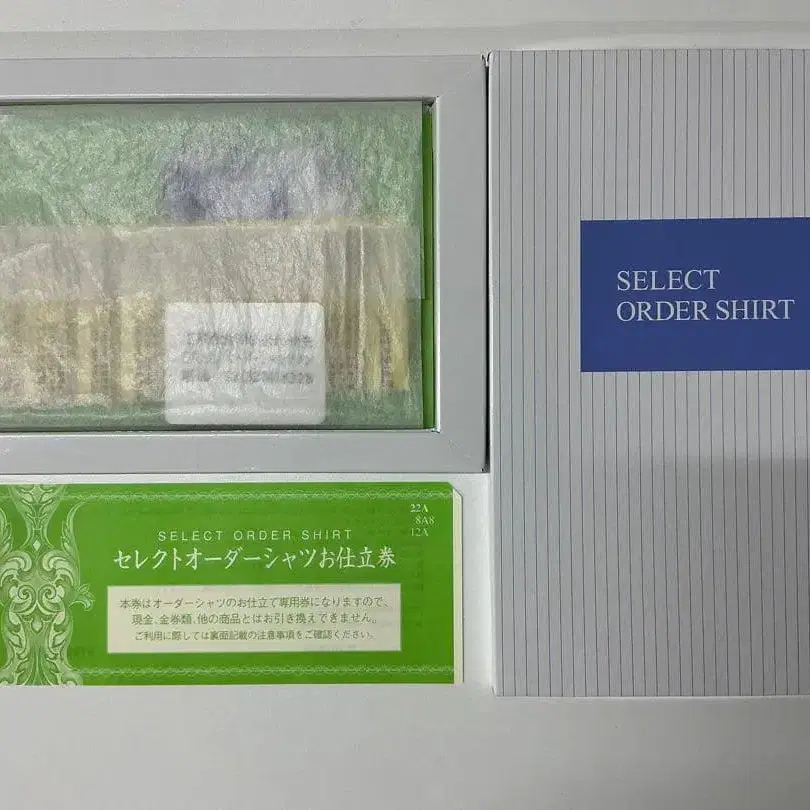 SELECT
ORDER SHIRT
SELECT ORDER SHIRT
セレクトオーダーシャツお仕立券
22A
8A8
12A
本券はオーダーシャツのお仕立て専用券になりますので、
現金、金券類、他の商品とはお引き換えできません。
ご利用に際しては裏面記載の注意事項をご確認ください。